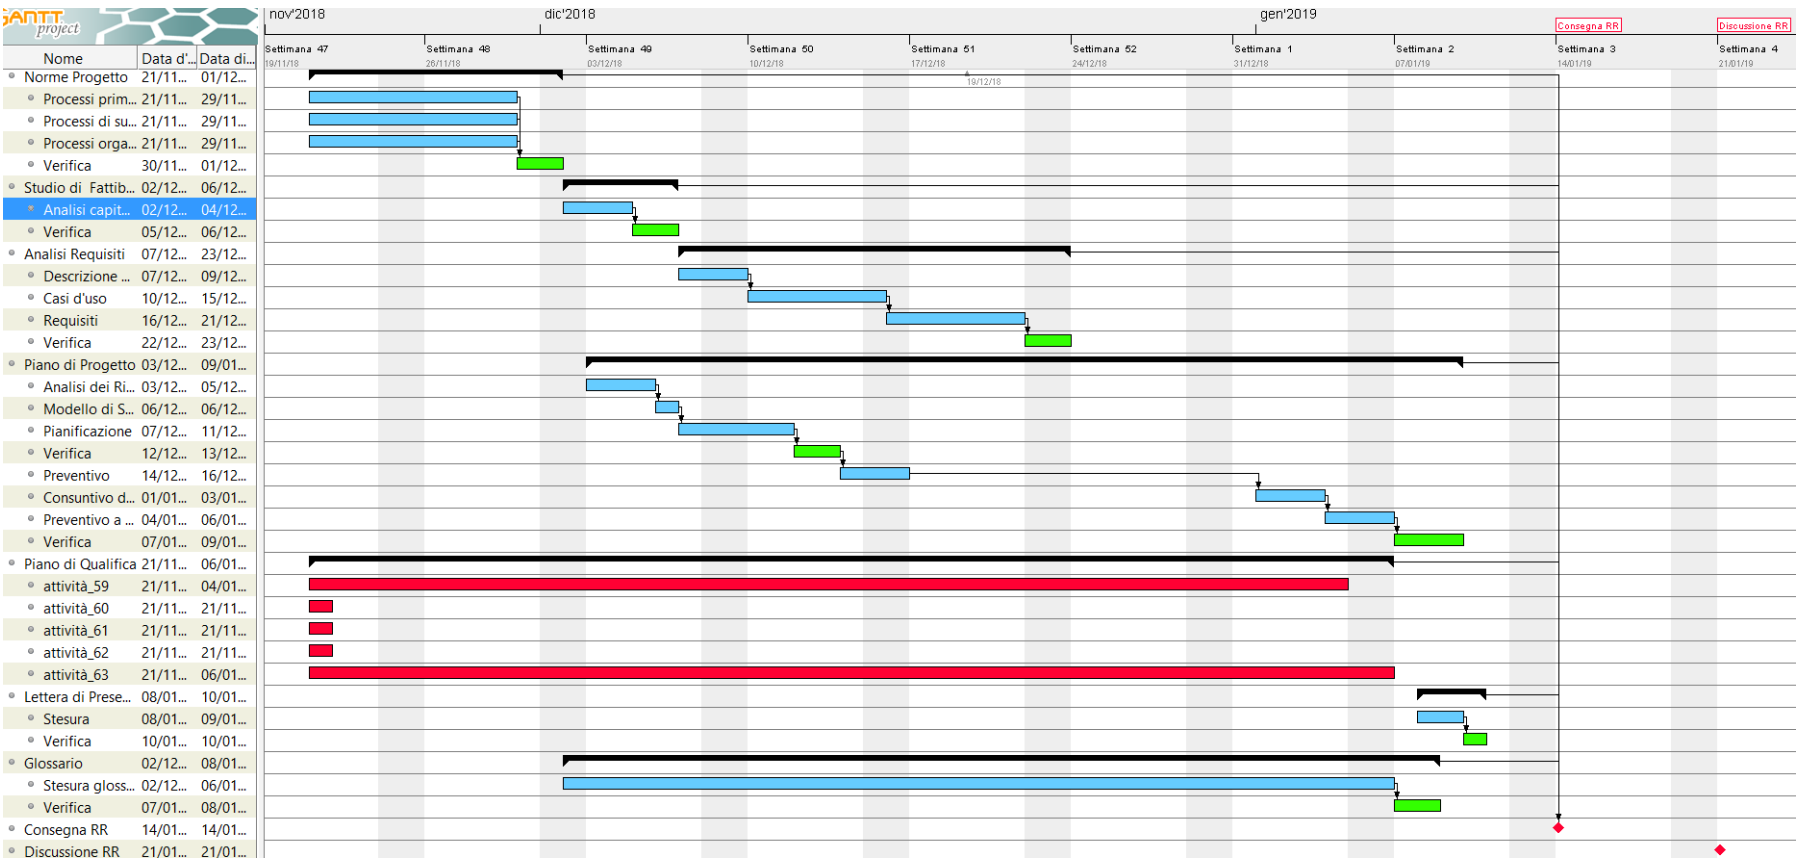 GANTT
project
nov'2018 dic'2018 gen'2019
Consegna RR Discussione RR
Settimana 47 Settimana 48 Settimana 49 Settimana 50 Settimana 51 Settimana 52 Settimana 1 Settimana 2 Settimana 3 Settimana 4
19/11/18 26/11/18 03/12/18 10/12/18 17/12/18 24/12/18 31/12/18 07/01/19 14/01/19 21/01/19
19/12/18
Nome Data d'... Data di...
Norme Progetto 21/11... 01/12...
Processi prim... 21/11... 29/11...
Processi di su... 21/11... 29/11...
Processi orga... 21/11... 29/11...
Verifica 30/11... 01/12...
Studio di Fattib... 02/12... 06/12...
Analisi capit... 02/12... 04/12...
Verifica 05/12... 06/12...
Analisi Requisiti 07/12... 23/12...
Descrizione ... 07/12... 09/12...
Casi d'uso 10/12... 15/12...
Requisiti 16/12... 21/12...
Verifica 22/12... 23/12...
Piano di Progetto 03/12... 09/01...
Analisi dei Ri... 03/12... 05/12...
Modello di S... 06/12... 06/12...
Pianificazione 07/12... 11/12...
Verifica 12/12... 13/12...
Preventivo 14/12... 16/12...
Consuntivo d... 01/01... 03/01...
Preventivo a ... 04/01... 06/01...
Verifica 07/01... 09/01...
Piano di Qualifica 21/11... 06/01...
attività_59 21/11... 04/01...
attività_60 21/11... 21/11...
attività_61 21/11... 21/11...
attività_62 21/11... 21/11...
attività_63 21/11... 06/01...
Lettera di Prese... 08/01... 10/01...
Stesura 08/01... 09/01...
Verifica 10/01... 10/01...
Glossario 02/12... 08/01...
Stesura gloss... 02/12... 06/01...
Verifica 07/01... 08/01...
Consegna RR 14/01... 14/01...
Discussione RR 21/01... 21/01...